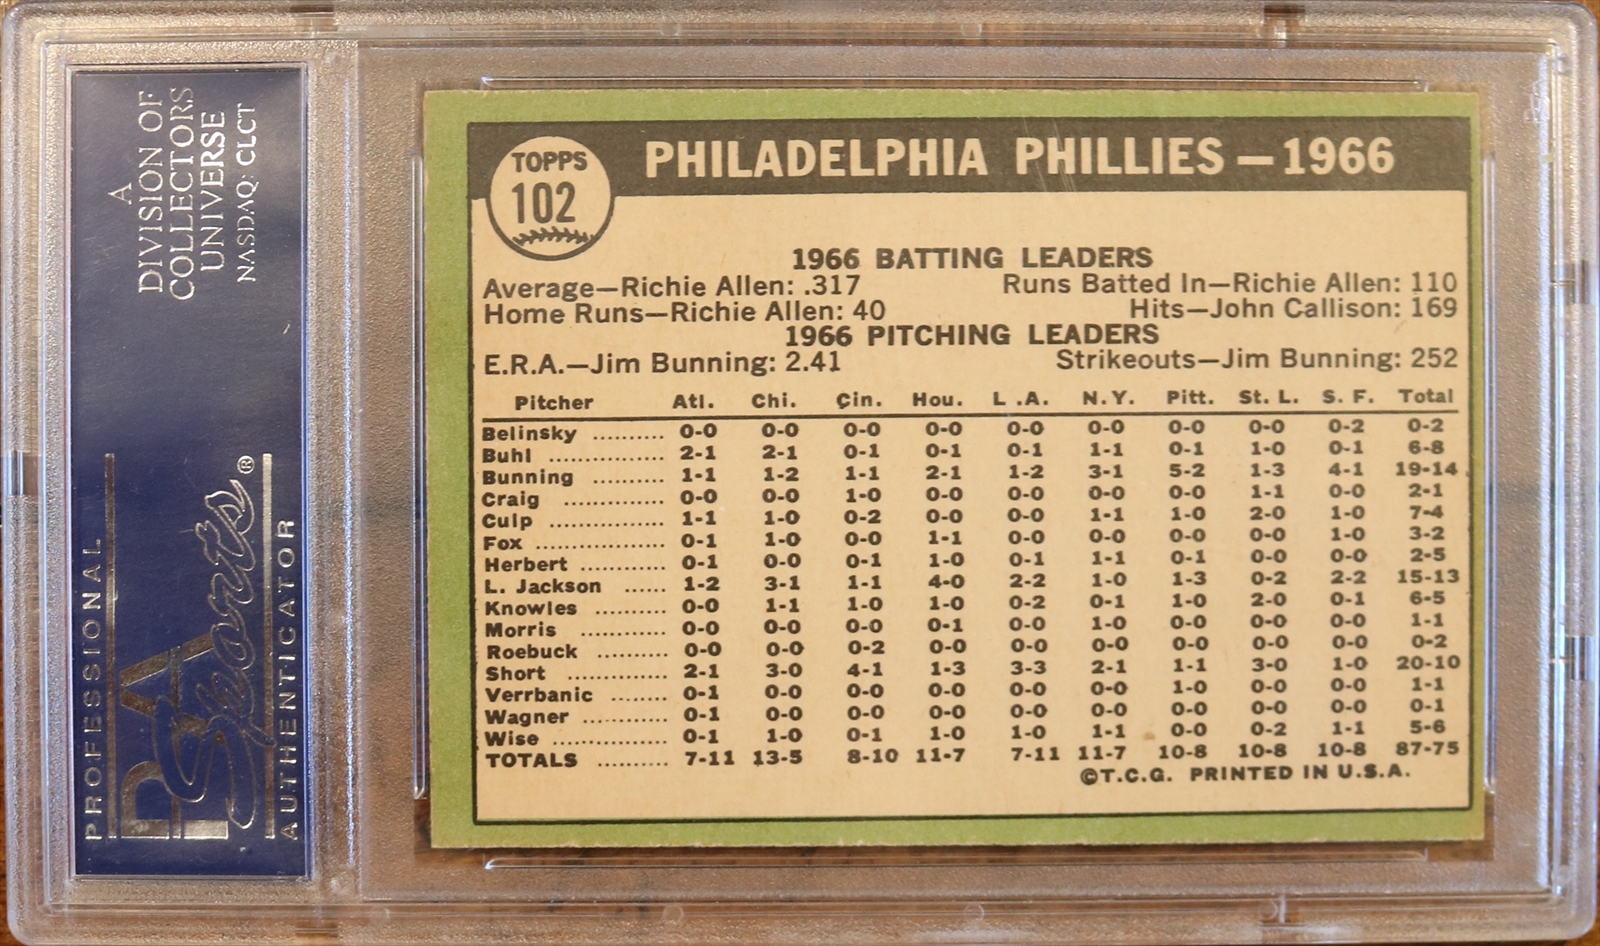 A
DIVISION OF
COLLECTORS
UNIVERSE
NASDAQ: CLCT
PROFESSIONAL
PSA
Sports®
AUTHENTICATOR
TOPPS
102
PHILADELPHIA PHILLIES — 1966
1966 BATTING LEADERS
Average—Richie Allen: .317 Runs Batted In—Richie Allen: 110
Home Runs—Richie Allen: 40 Hits—John Callison: 169
1966 PITCHING LEADERS
E.R.A.—Jim Bunning: 2.41 Strikeouts—Jim Bunning: 252
Pitcher Atl. Chi. Cin. Hou. L .A. N.Y. Pitt. St. L. S. F. Total
Belinsky .......... 0-0 0-0 0-0 0-0 0-0 0-0 0-0 0-0 0-2 0-2
Buhl ................ 2-1 2-1 0-1 0-1 0-1 1-1 0-1 1-0 0-1 6-8
Bunning .......... 1-1 1-2 1-1 2-1 1-2 3-1 5-2 1-3 4-1 19-14
Craig .............. 0-0 0-0 1-0 0-0 0-0 0-0 0-0 1-1 0-0 2-1
Culp ................ 1-1 1-0 0-2 0-0 0-0 1-1 1-0 2-0 1-0 7-4
Fox .................. 0-1 1-0 0-0 1-1 0-0 0-0 0-0 0-0 1-0 3-2
Herbert ............ 0-1 0-0 0-1 1-0 0-1 1-1 0-1 0-0 0-0 2-5
L. Jackson ...... 1-2 3-1 1-1 4-0 2-2 1-0 1-3 0-2 2-2 15-13
Knowles .......... 0-0 1-1 1-0 1-0 0-2 0-1 1-0 2-0 0-1 6-5
Morris ............ 0-0 0-0 0-0 0-1 0-0 1-0 0-0 0-0 0-0 1-1
Roebuck .......... 0-0 0-0 0-2 0-0 0-0 0-0 0-0 0-0 0-0 0-2
Short .............. 2-1 3-0 4-1 1-3 3-3 2-1 1-1 3-0 1-0 20-10
Verrbanic ........ 0-1 0-0 0-0 0-0 0-0 0-0 1-0 0-0 0-0 1-1
Wagner ............ 0-1 0-0 0-0 0-0 0-0 0-0 0-0 0-0 0-0 0-1
Wise ................ 0-1 1-0 0-1 1-0 1-0 1-1 0-0 0-2 1-1 5-6
TOTALS .......... 7-11 13-5 8-10 11-7 7-11 11-7 10-8 10-8 10-8 87-75
©T.C.G. PRINTED IN U.S.A.